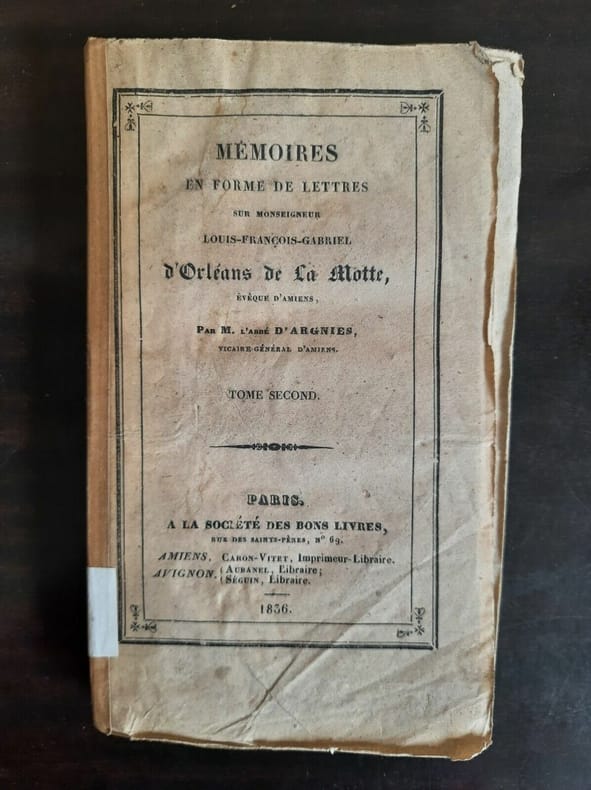 MÉMOIRES
EN FORME DE LETTRES
SUR MONSEIGNEUR
LOUIS-FRANÇOIS-GABRIEL
d'Orléans de La Motte,
ÉVÊQUE D'AMIENS,
PAR M. L'ABBÉ D'ARGNIES,
VICAIRE-GÉNÉRAL D'AMIENS.
TOME SECOND.
PARIS.
A LA SOCIÉTÉ DES BONS LIVRES,
RUE DES SAINTS-PÈRES, N° 69.
AMIENS, CARON-VITET, Imprimeur-Libraire.
AVIGNON. { AUBANEL, Libraire;
{ SÉGUIN, Libraire.
1836.